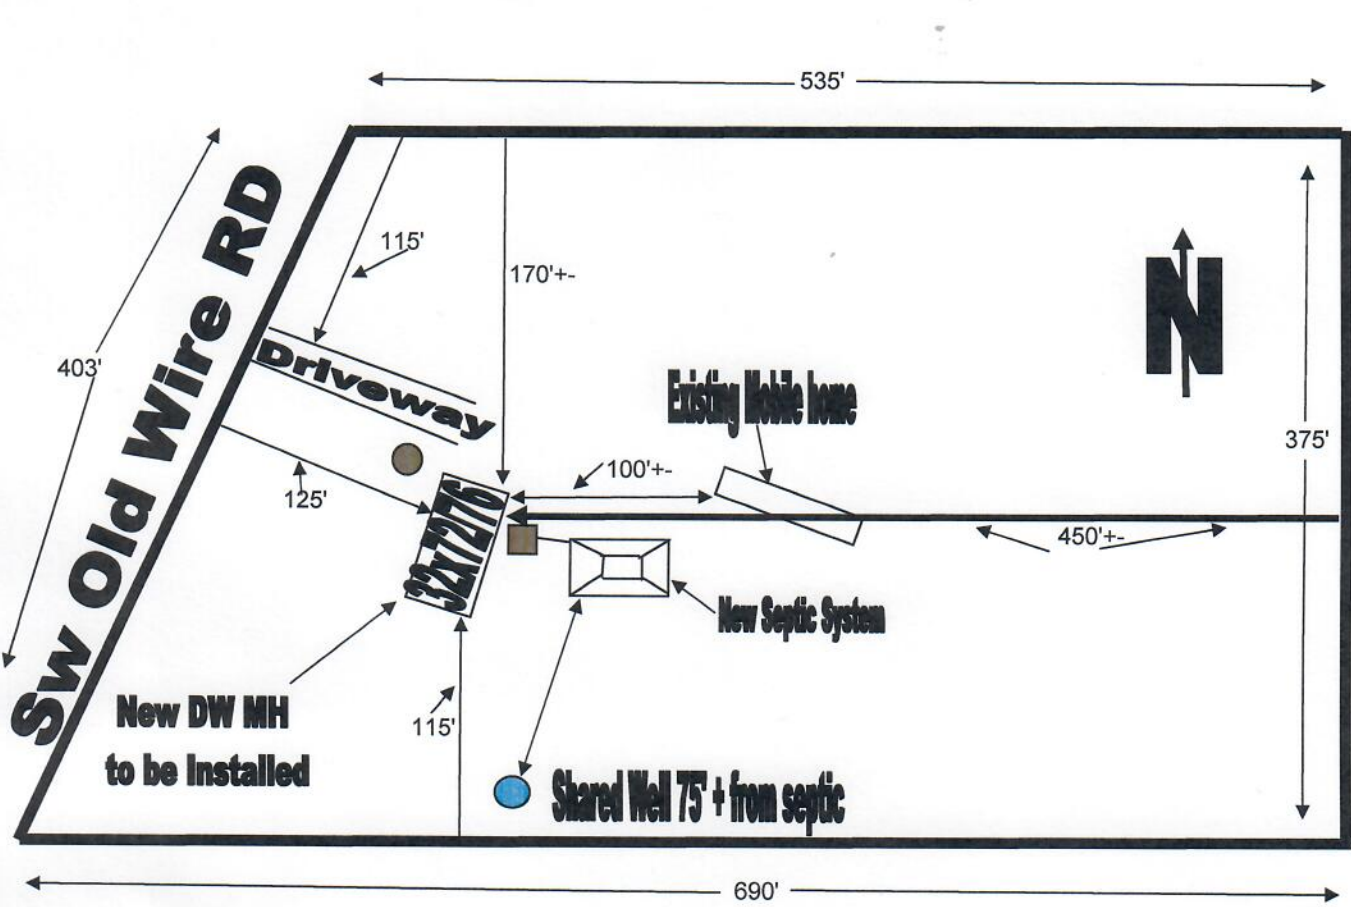 535'
115'
170'+-
Sw Old Wire RD
403'
Driveway
N
Existing Mobile home
375'
100'+-
125'
32x72/76
450'+-
New Septic System
New DW MH
to be Installed
115'
Shared Well 75' + from septic
690'